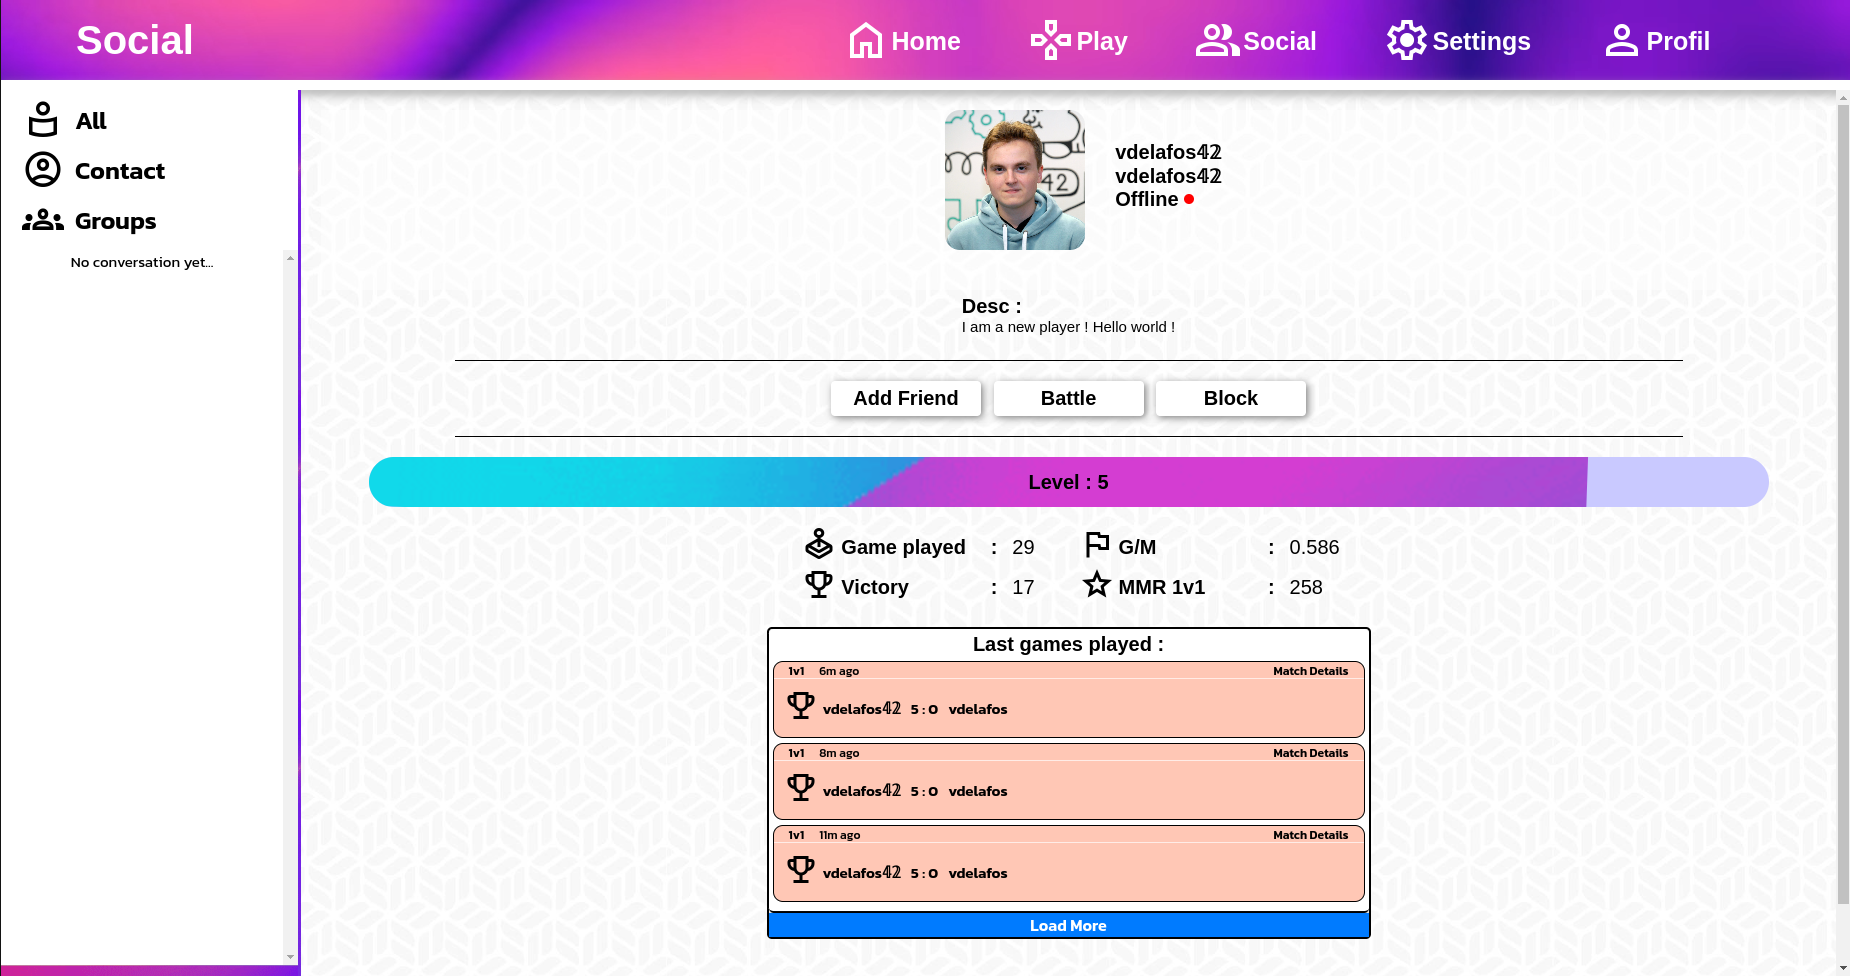 Social
Home
Play
Social
Settings
Profil
All
Contact
Groups
No conversation yet...
42
vdelafos𝟜𝟚
vdelafos𝟜𝟚
Offline
Desc :
I am a new player ! Hello world !
Add Friend
Battle
Block
Level : 5
Game played : 29
G/M : 0.586
Victory : 17
MMR 1v1 : 258
Last games played :
1v1 6m ago Match Details
vdelafos𝟜𝟚 5 : 0 vdelafos
1v1 8m ago Match Details
vdelafos𝟜𝟚 5 : 0 vdelafos
1v1 11m ago Match Details
vdelafos𝟜𝟚 5 : 0 vdelafos
Load More